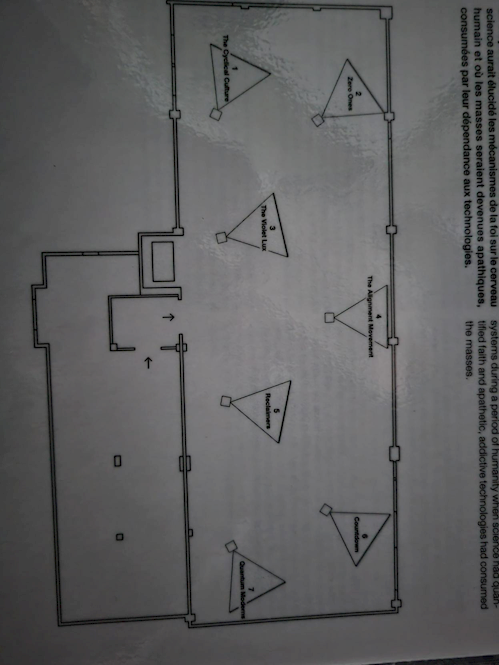 science aurait élucidé les mécanismes de la foi sur le cerveau
humain et où les masses seraient devenues apathiques,
consumées par leur dépendance aux technologies.
systems during a period of humanity when science had quan-
tified faith and apathetic, addictive technologies had consumed
the masses.
1
The Cyclical Culture
2
Zero Ones
3
The Violet Lux
4
The Alignment Movement
5
Reclaimers
6
Countdown
7
Quantum Moderns